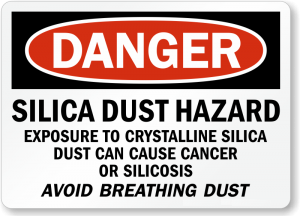 DANGER
SILICA DUST HAZARD
EXPOSURE TO CRYSTALLINE SILICA
DUST CAN CAUSE CANCER
OR SILICOSIS
AVOID BREATHING DUST